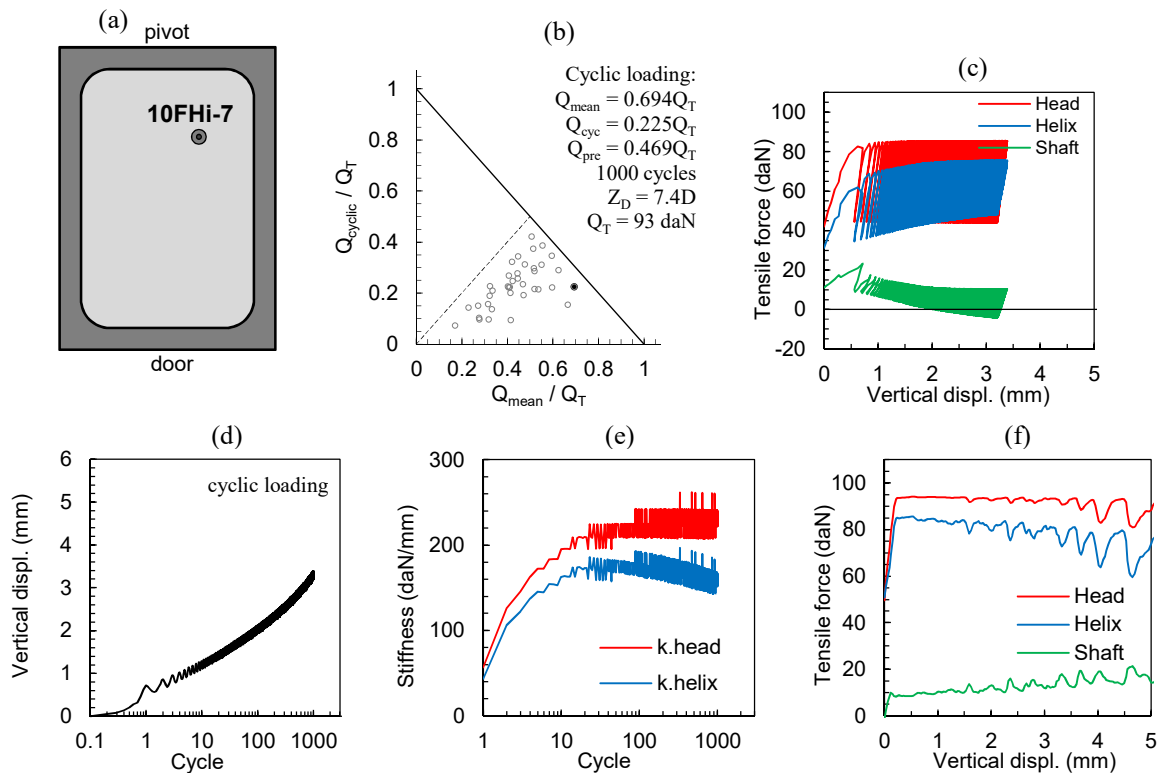 (a)
pivot
10FHi-7
door
(b)
Cyclic loading:
Q_mean = 0.694Q_T
Q_cyc = 0.225Q_T
Q_pre = 0.469Q_T
1000 cycles
Z_D = 7.4D
Q_T = 93 daN
Q_cyclic / Q_T
1
0.8
0.6
0.4
0.2
0
0 0.2 0.4 0.6 0.8 1
Q_mean / Q_T
(c)
Head
Helix
Shaft
Tensile force (daN)
100
80
60
40
20
0
-20
0 1 2 3 4 5
Vertical displ. (mm)
(d)
cyclic loading
Vertical displ. (mm)
6
5
4
3
2
1
0
0.1 1 10 100 1000
Cycle
(e)
Stiffness (daN/mm)
300
200
100
0
k.head
k.helix
1 10 100 1000
Cycle
(f)
Tensile force (daN)
100
80
60
40
20
0
Head
Helix
Shaft
0 1 2 3 4 5
Vertical displ. (mm)